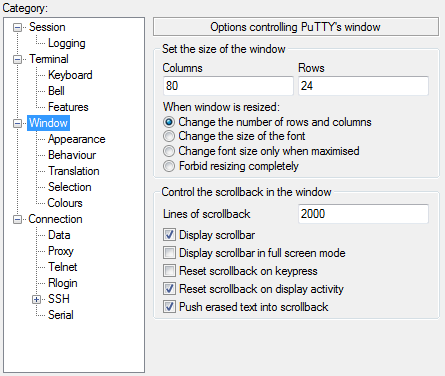 Category:
Session
Logging
Terminal
Keyboard
Bell
Features
Window
Appearance
Behaviour
Translation
Selection
Colours
Connection
Data
Proxy
Telnet
Rlogin
SSH
Serial
Options controlling PuTTY's window
Set the size of the window
Columns Rows
80 24
When window is resized:
Change the number of rows and columns
Change the size of the font
Change font size only when maximised
Forbid resizing completely
Control the scrollback in the window
Lines of scrollback 2000
Display scrollbar
Display scrollbar in full screen mode
Reset scrollback on keypress
Reset scrollback on display activity
Push erased text into scrollback